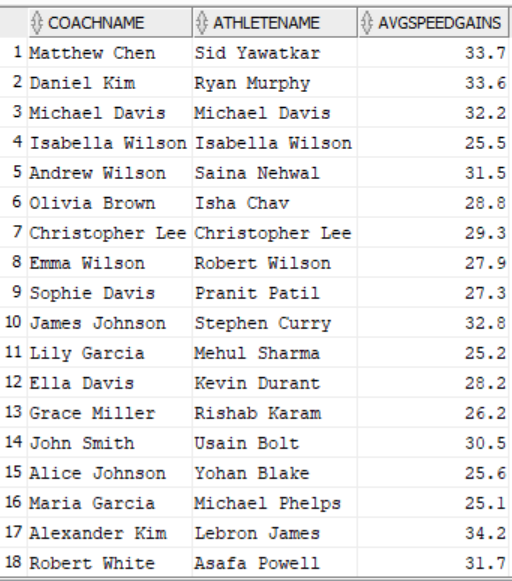 COACHNAME ATHLETENAME AVGSPEEDGAINS
1 Matthew Chen Sid Yawatkar 33.7
2 Daniel Kim Ryan Murphy 33.6
3 Michael Davis Michael Davis 32.2
4 Isabella Wilson Isabella Wilson 25.5
5 Andrew Wilson Saina Nehwal 31.5
6 Olivia Brown Isha Chav 28.8
7 Christopher Lee Christopher Lee 29.3
8 Emma Wilson Robert Wilson 27.9
9 Sophie Davis Pranit Patil 27.3
10 James Johnson Stephen Curry 32.8
11 Lily Garcia Mehul Sharma 25.2
12 Ella Davis Kevin Durant 28.2
13 Grace Miller Rishab Karam 26.2
14 John Smith Usain Bolt 30.5
15 Alice Johnson Yohan Blake 25.6
16 Maria Garcia Michael Phelps 25.1
17 Alexander Kim Lebron James 34.2
18 Robert White Asafa Powell 31.7